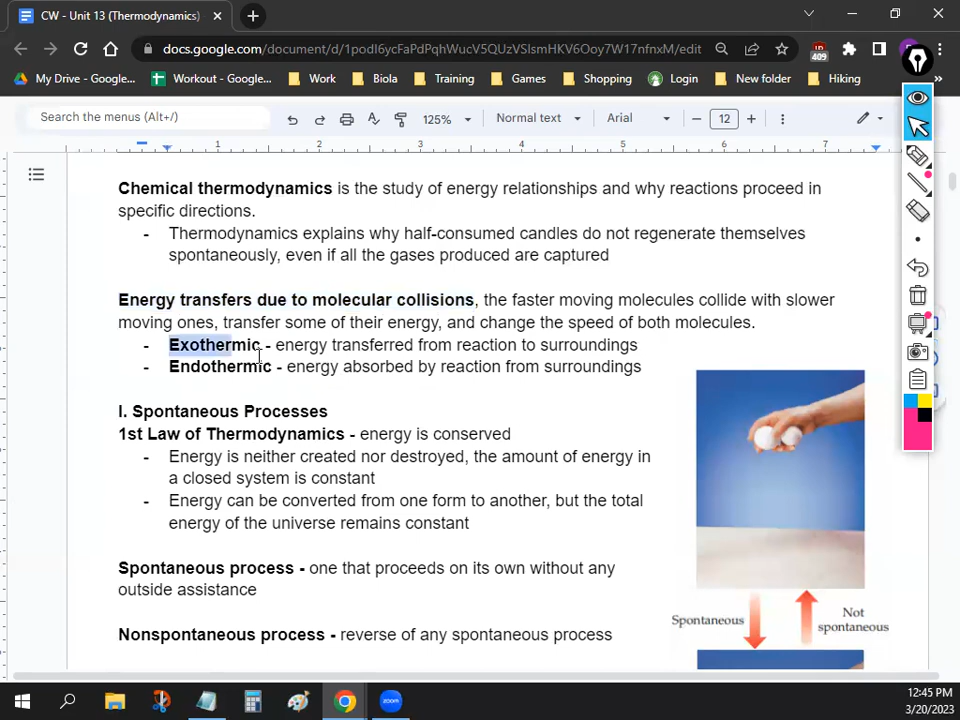 CW - Unit 13 (Thermodynamics)
docs.google.com/document/d/1podI6ycFaPdPqhWucV5QUzVSIsmHKV6Ooy7W17nfnxM/edit
409
My Drive - Google...
Workout - Google...
Work
Biola
Training
Games
Shopping
Login
New folder
Hiking
»
Search the menus (Alt+/)
125%
Normal text
Arial
12
1 2 3 4 5 6 7
Chemical thermodynamics is the study of energy relationships and why reactions proceed in
specific directions.
- Thermodynamics explains why half-consumed candles do not regenerate themselves
spontaneously, even if all the gases produced are captured
Energy transfers due to molecular collisions, the faster moving molecules collide with slower
moving ones, transfer some of their energy, and change the speed of both molecules.
- Exothermic - energy transferred from reaction to surroundings
- Endothermic - energy absorbed by reaction from surroundings
I. Spontaneous Processes
1st Law of Thermodynamics - energy is conserved
- Energy is neither created nor destroyed, the amount of energy in
a closed system is constant
- Energy can be converted from one form to another, but the total
energy of the universe remains constant
Spontaneous process - one that proceeds on its own without any
outside assistance
Spontaneous
Not
spontaneous
Nonspontaneous process - reverse of any spontaneous process
12:45 PM
3/20/2023